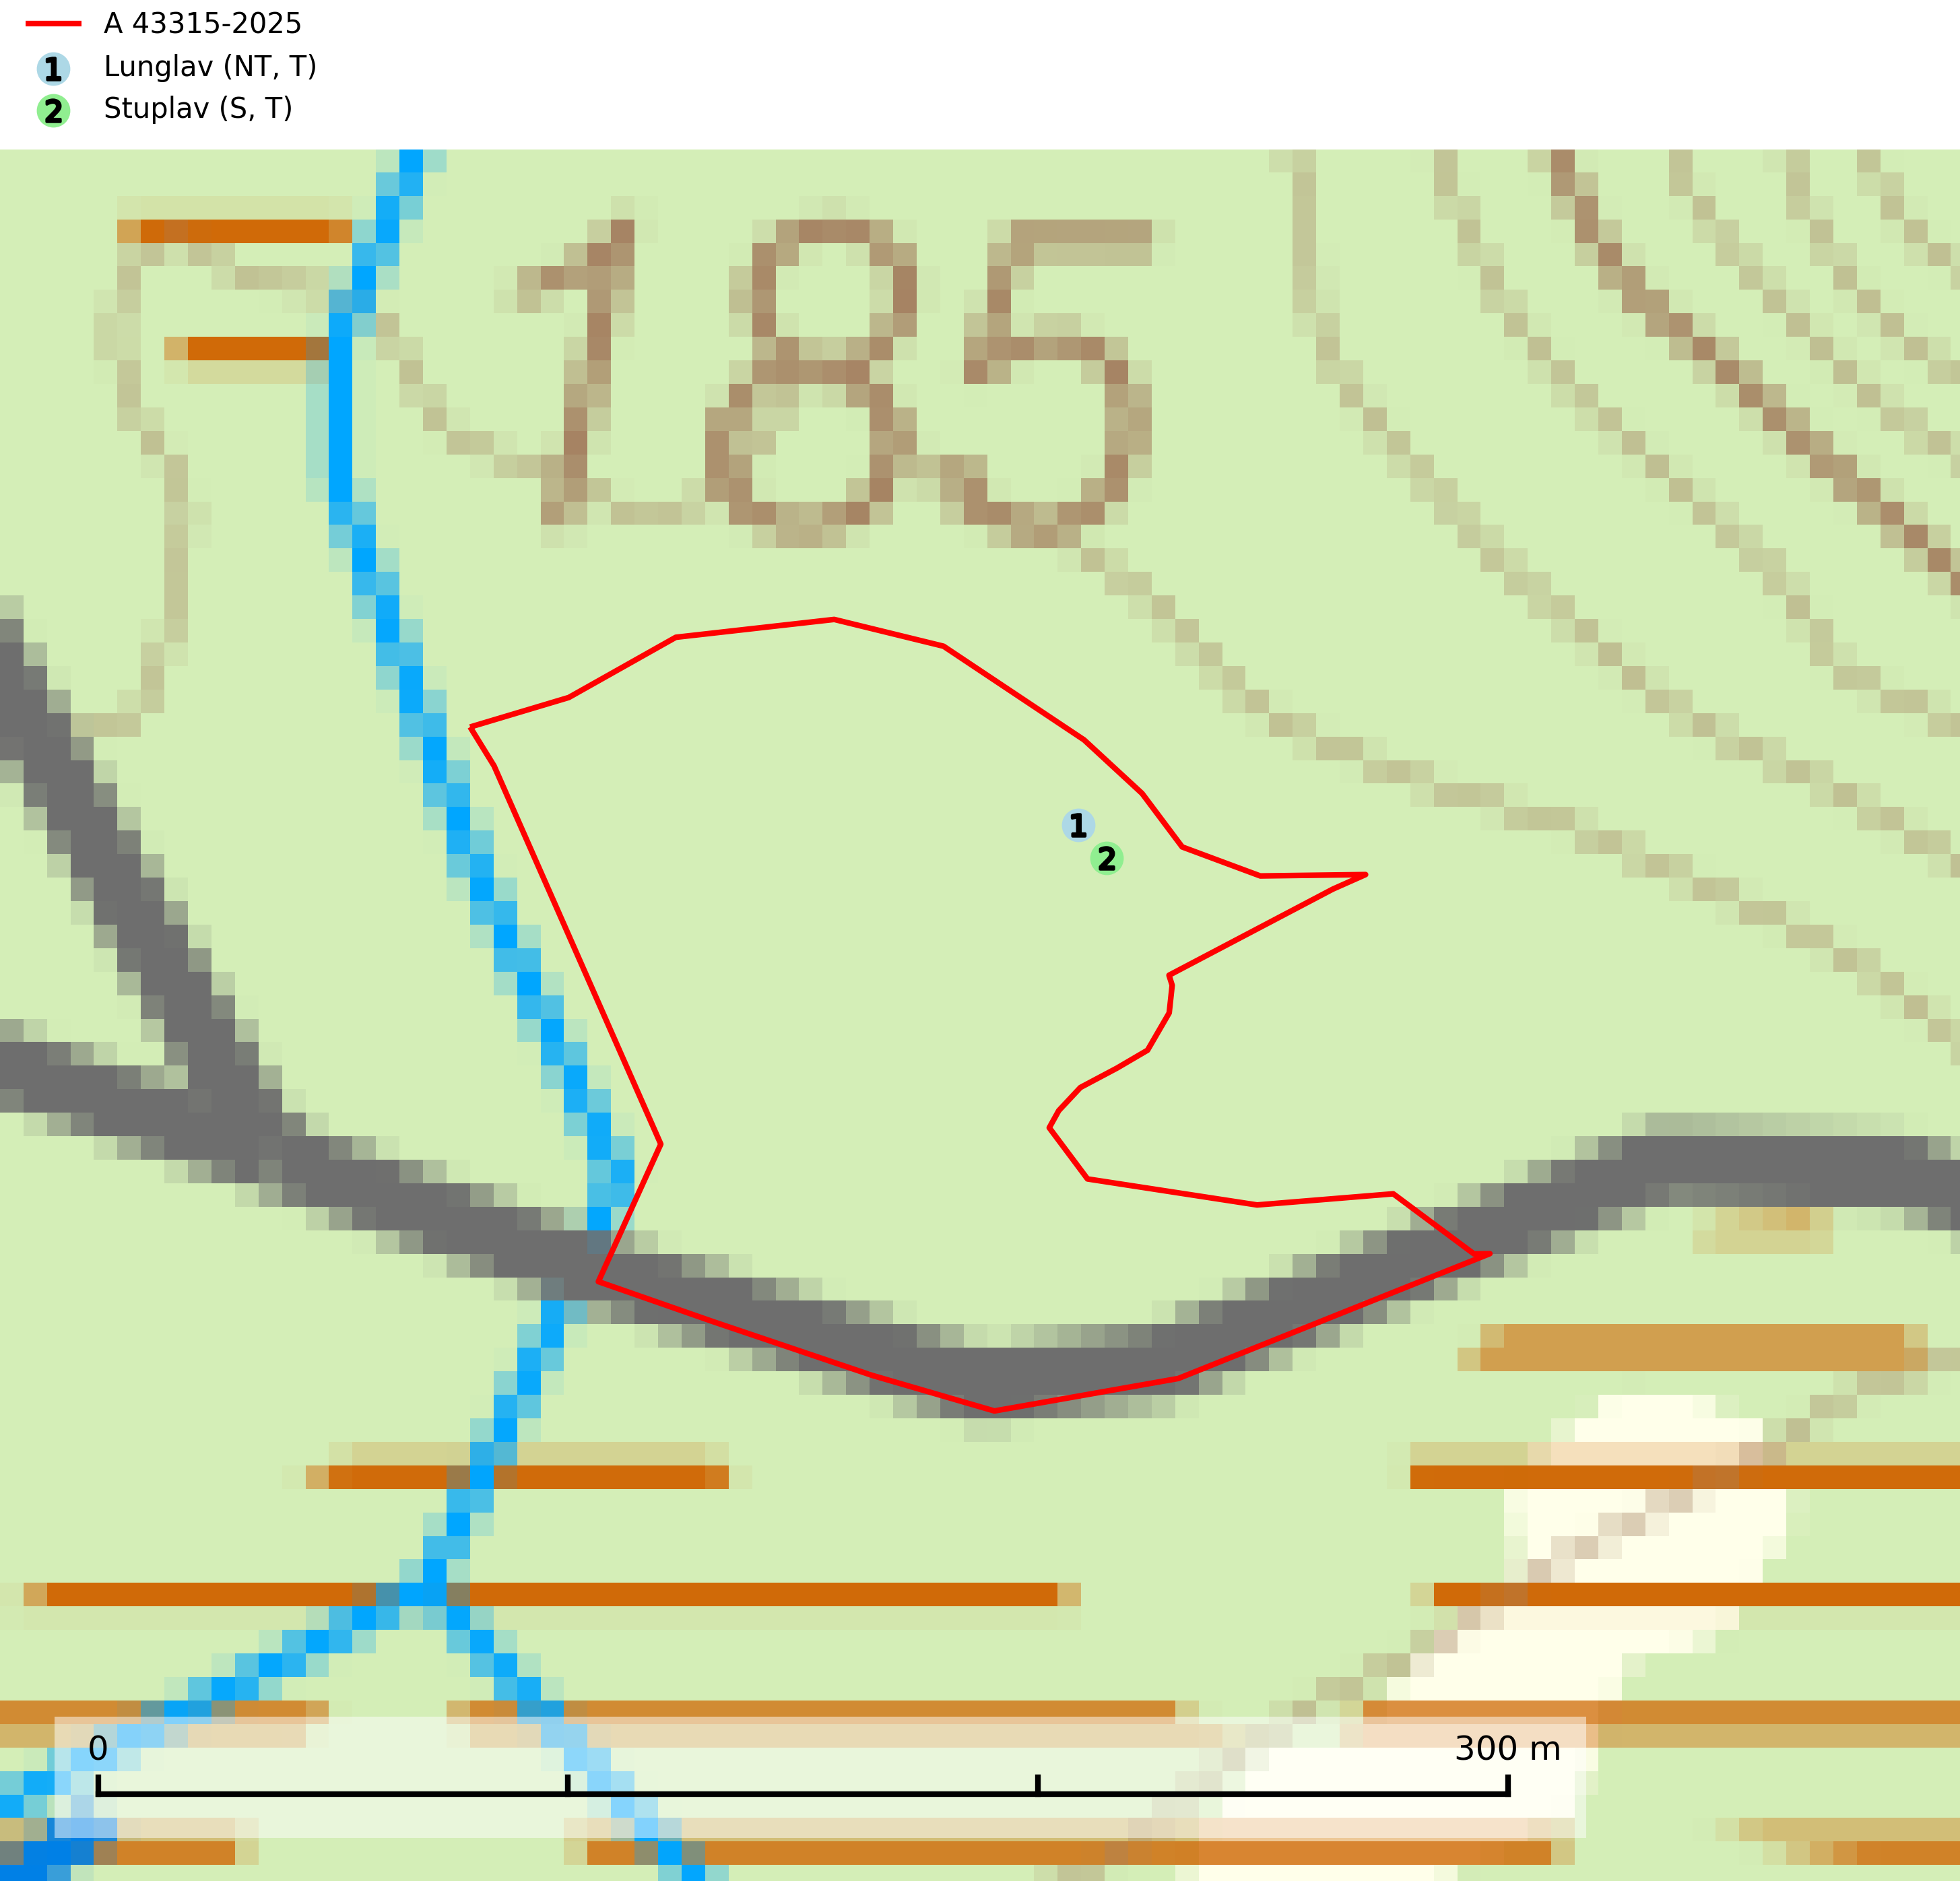 A 43315-2025
1 Lunglav (NT, T)
2 Stuplav (S, T)
185
1
2
0 300 m